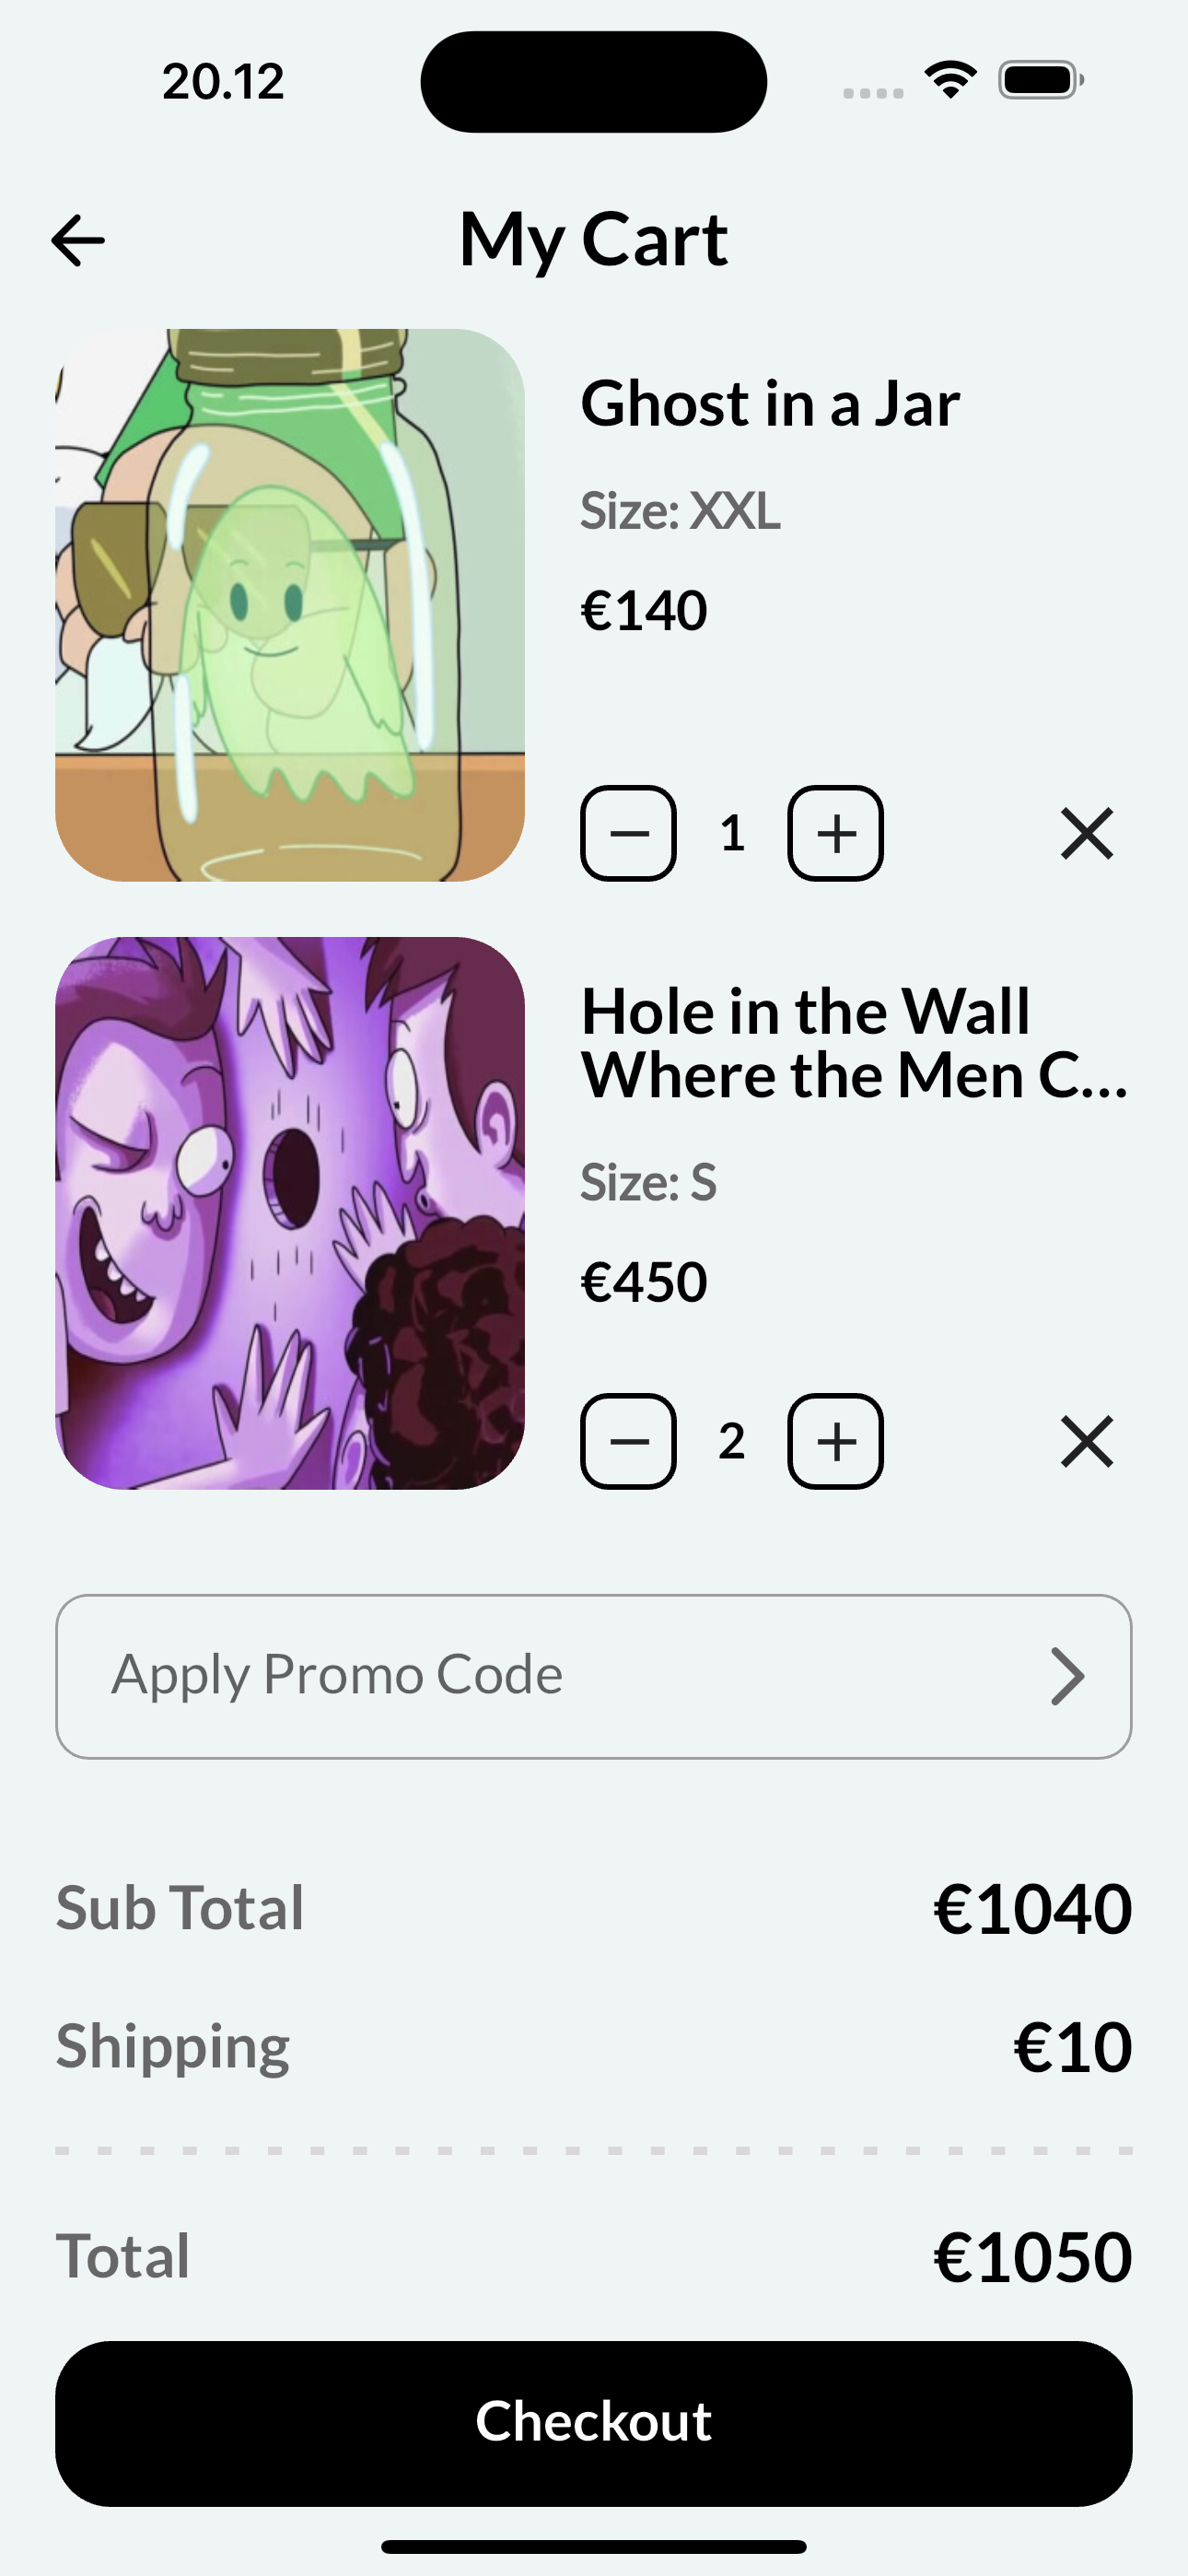 20.12
My Cart
Ghost in a Jar
Size: XXL
€140
1
Hole in the Wall
Where the Men C...
Size: S
€450
2
Apply Promo Code
Sub Total €1040
Shipping €10
Total €1050
Checkout